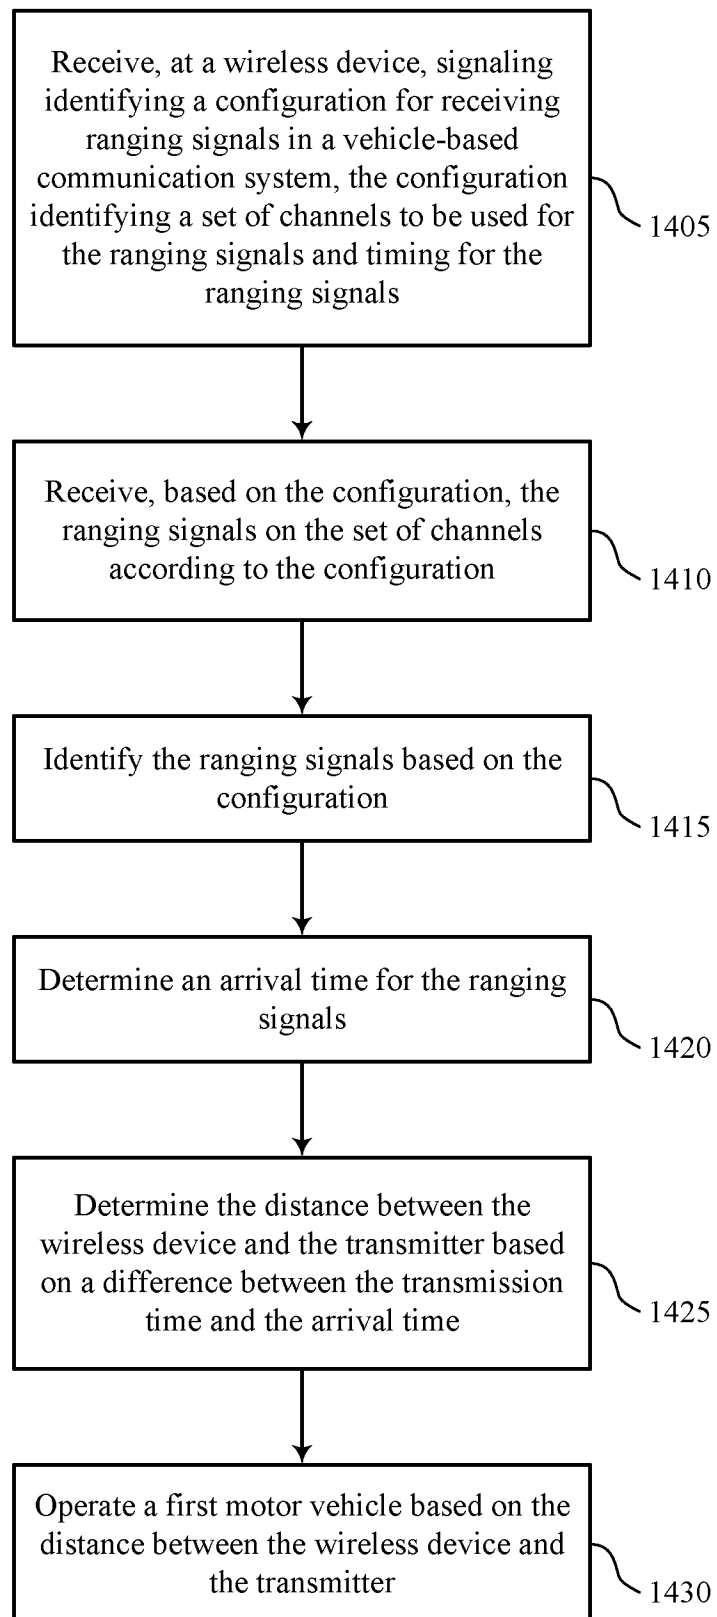 Receive, at a wireless device, signaling
identifying a configuration for receiving
ranging signals in a vehicle-based
communication system, the configuration
identifying a set of channels to be used for
the ranging signals and timing for the
ranging signals
1405
Receive, based on the configuration, the
ranging signals on the set of channels
according to the configuration
1410
Identify the ranging signals based on the
configuration
1415
Determine an arrival time for the ranging
signals
1420
Determine the distance between the
wireless device and the transmitter based
on a difference between the transmission
time and the arrival time
1425
Operate a first motor vehicle based on the
distance between the wireless device and
the transmitter
1430